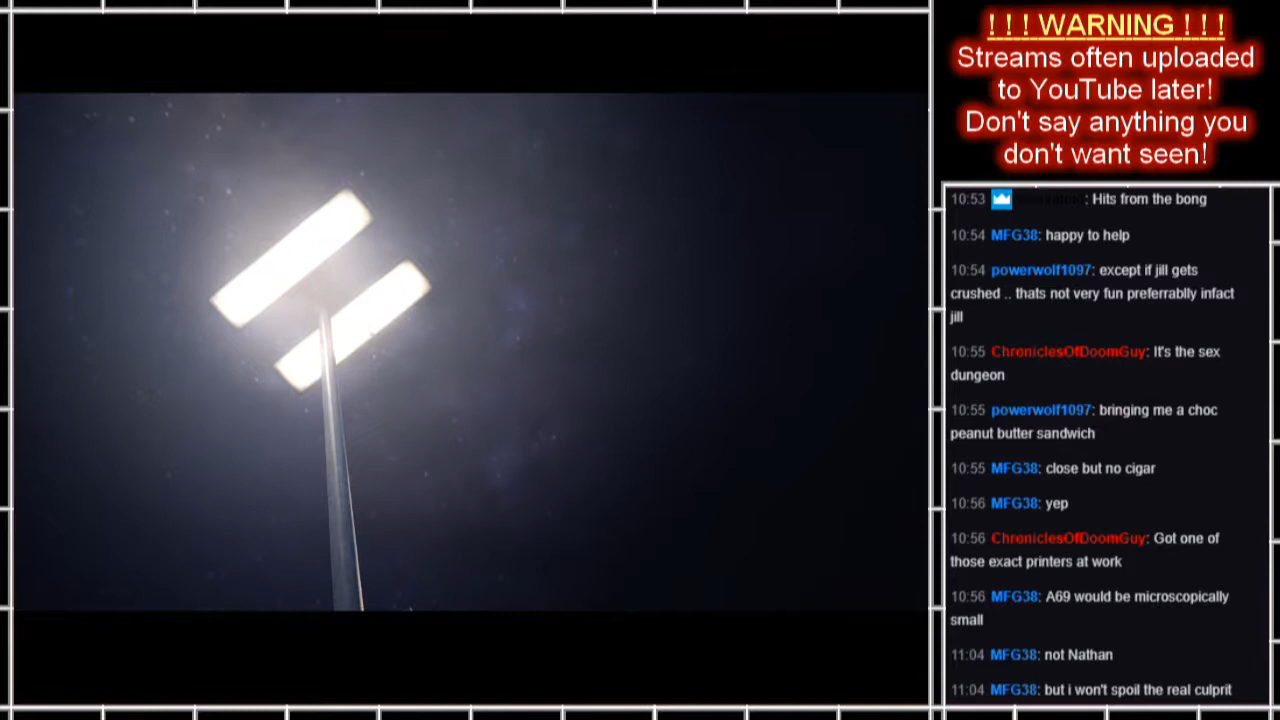 ! ! ! WARNING ! ! !
Streams often uploaded
to YouTube later!
Don't say anything you
don't want seen!
10:53 : Hits from the bong
10:54 MFG38: happy to help
10:54 powerwolf1097: except if jill gets
crushed .. thats not very fun preferrablly infact
jill
10:55 ChroniclesOfDoomGuy: It's the sex
dungeon
10:55 powerwolf1097: bringing me a choc
peanut butter sandwich
10:55 MFG38: close but no cigar
10:56 MFG38: yep
10:56 ChroniclesOfDoomGuy: Got one of
those exact printers at work
10:56 MFG38: A69 would be microscopically
small
11:04 MFG38: not Nathan
11:04 MFG38: but i won't spoil the real culprit